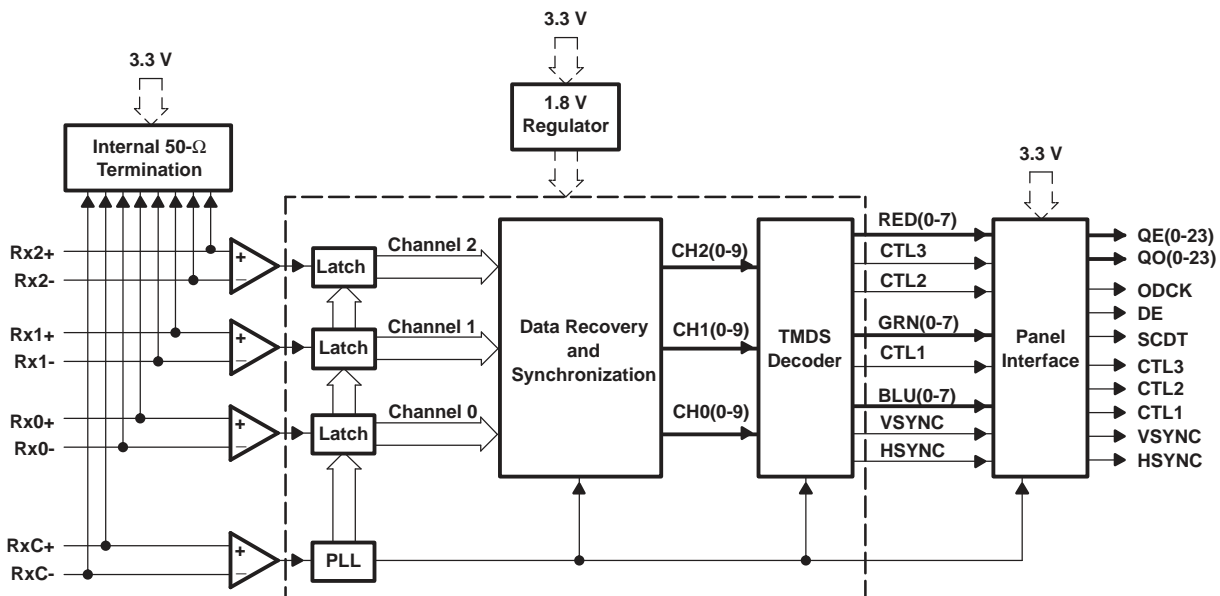 3.3 V
3.3 V
1.8 V
Regulator
Internal 50-Ω
Termination
3.3 V
Rx2+
Rx2-
Rx1+
Rx1-
Rx0+
Rx0-
RxC+
RxC-
+
−
+
−
+
−
+
−
Latch
Latch
Latch
PLL
Channel 2
Channel 1
Channel 0
Data Recovery
and
Synchronization
CH2(0-9)
CH1(0-9)
CH0(0-9)
TMDS
Decoder
RED(0-7)
CTL3
CTL2
GRN(0-7)
CTL1
BLU(0-7)
VSYNC
HSYNC
Panel
Interface
QE(0-23)
QO(0-23)
ODCK
DE
SCDT
CTL3
CTL2
CTL1
VSYNC
HSYNC